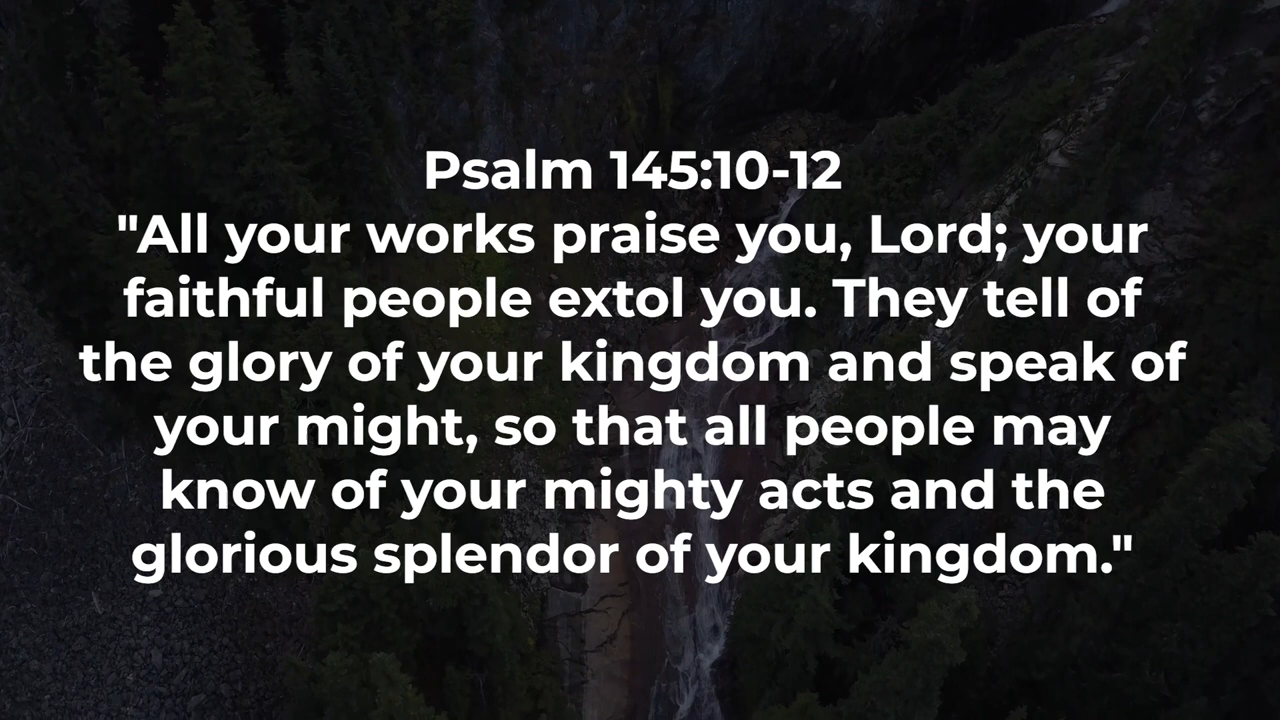 Psalm 145:10-12
"All your works praise you, Lord; your
faithful people extol you. They tell of
the glory of your kingdom and speak of
your might, so that all people may
know of your mighty acts and the
glorious splendor of your kingdom."